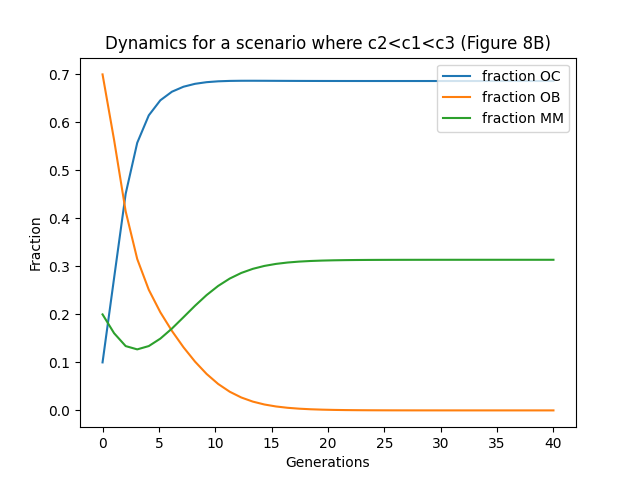 Dynamics for a scenario where c2<c1<c3 (Figure 8B)
fraction OC
fraction OB
fraction MM
Fraction
0.7
0.6
0.5
0.4
0.3
0.2
0.1
0.0
0 5 10 15 20 25 30 35 40
Generations